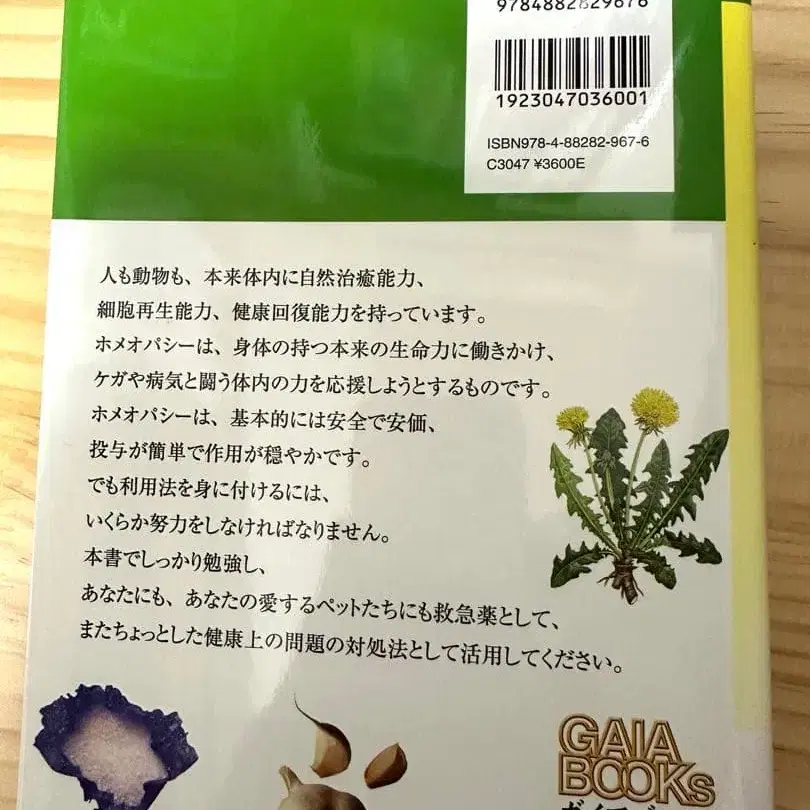 9784882829676
1923047036001
ISBN978-4-88282-967-6
C3047 ¥3600E
人も動物も、本来体内に自然治癒能力、
細胞再生能力、健康回復能力を持っています。
ホメオパシーは、身体の持つ本来の生命力に働きかけ、
ケガや病気と闘う体内の力を応援しようとするものです。
ホメオパシーは、基本的には安全で安価、
投与が簡単で作用が穏やかです。
でも利用法を身に付けるには、
いくらか努力をしなければなりません。
本書でしっかり勉強し、
あなたにも、あなたの愛するペットたちにも救急薬として、
またちょっとした健康上の問題の対処法として活用してください。
GAIA
BOOKs